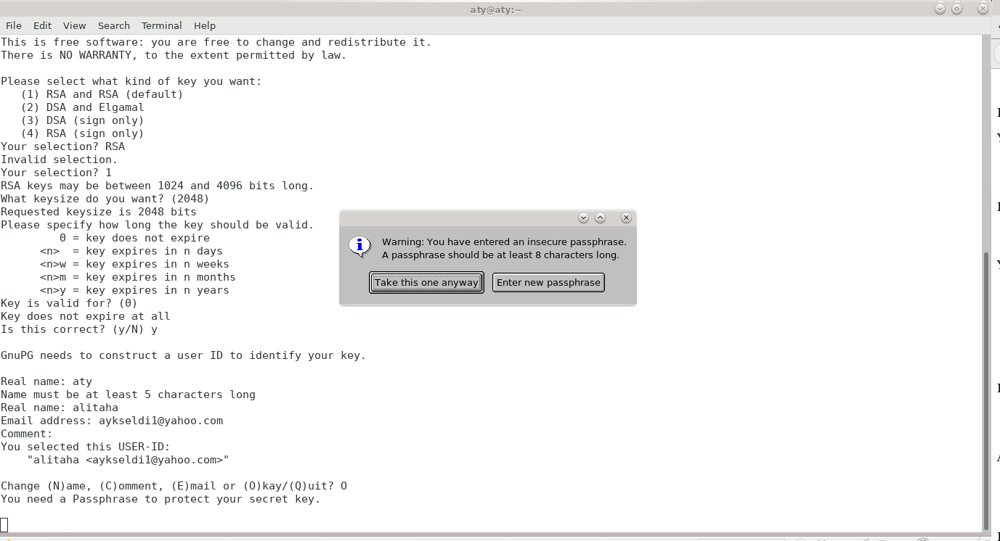 aty@aty:~
File Edit View Search Terminal Help
This is free software: you are free to change and redistribute it.
There is NO WARRANTY, to the extent permitted by law.
Please select what kind of key you want:
(1) RSA and RSA (default)
(2) DSA and Elgamal
(3) DSA (sign only)
(4) RSA (sign only)
Your selection? RSA
Invalid selection.
Your selection? 1
RSA keys may be between 1024 and 4096 bits long.
What keysize do you want? (2048)
Requested keysize is 2048 bits
Please specify how long the key should be valid.
0 = key does not expire
<n>  = key expires in n days
<n>w = key expires in n weeks
<n>m = key expires in n months
<n>y = key expires in n years
Key is valid for? (0)
Key does not expire at all
Is this correct? (y/N) y
GnuPG needs to construct a user ID to identify your key.
Real name: aty
Name must be at least 5 characters long
Real name: alitaha
Email address: aykseldi1@yahoo.com
Comment:
You selected this USER-ID:
"alitaha <aykseldi1@yahoo.com>"
Change (N)ame, (C)omment, (E)mail or (O)kay/(Q)uit? O
You need a Passphrase to protect your secret key.
Warning: You have entered an insecure passphrase.
A passphrase should be at least 8 characters long.
Take this one anyway
Enter new passphrase